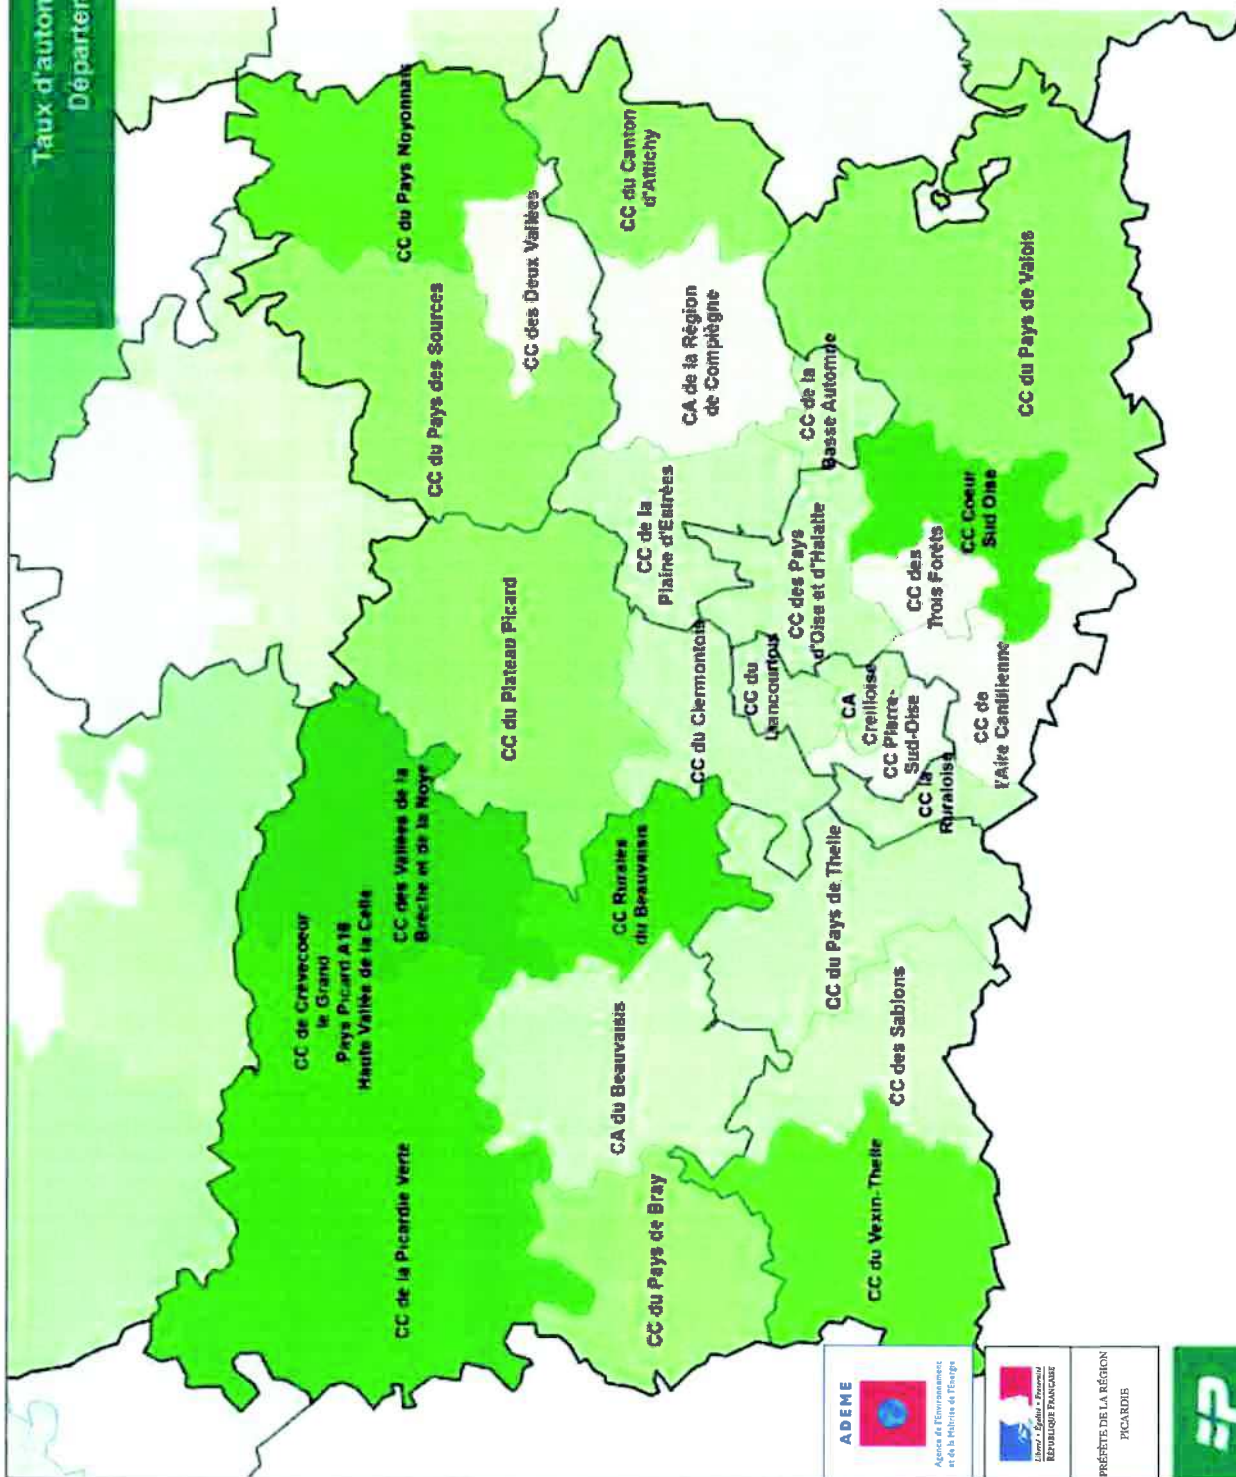 Taux d'auton
Départer
CC du Pays Noyonnais
CC du Pays des Sources
CC des Deux Vallées
CC du Canton
d'Attichy
CA de la Région
de Compiègne
CC de la
Basse Automne
CC du Pays de Valois
CC du Plateau Picard
CC de la
Plaine d'Estrées
CC des Pays
d'Oise et d'Halatte
CC Coeur
Sud Oise
CC des
Trois Forêts
CC du Clermontois
CC du
Liancourtois
CA
Creilloise
CC Pierre-
Sud-Oise
CC de
l'Aire Cantilienne
CC la
Ruraloise
CC de Crèvecoeur
le Grand
Pays Picard A16
Haute Vallée de la Celle
CC des Vallées de la
Brèche et de la Noye
CC Rurales
du Beauvaisis
CC du Pays de Thelle
CC des Sablons
CA du Beauvaisis
CC de la Picardie Verte
CC du Pays de Bray
CC du Vexin-Thelle
ADEME
Agence de l'Environnement
et de la Maîtrise de l'Energie
Liberté • Égalité • Fraternité
RÉPUBLIQUE FRANÇAISE
PRÉFÈTE DE LA RÉGION
PICARDIE